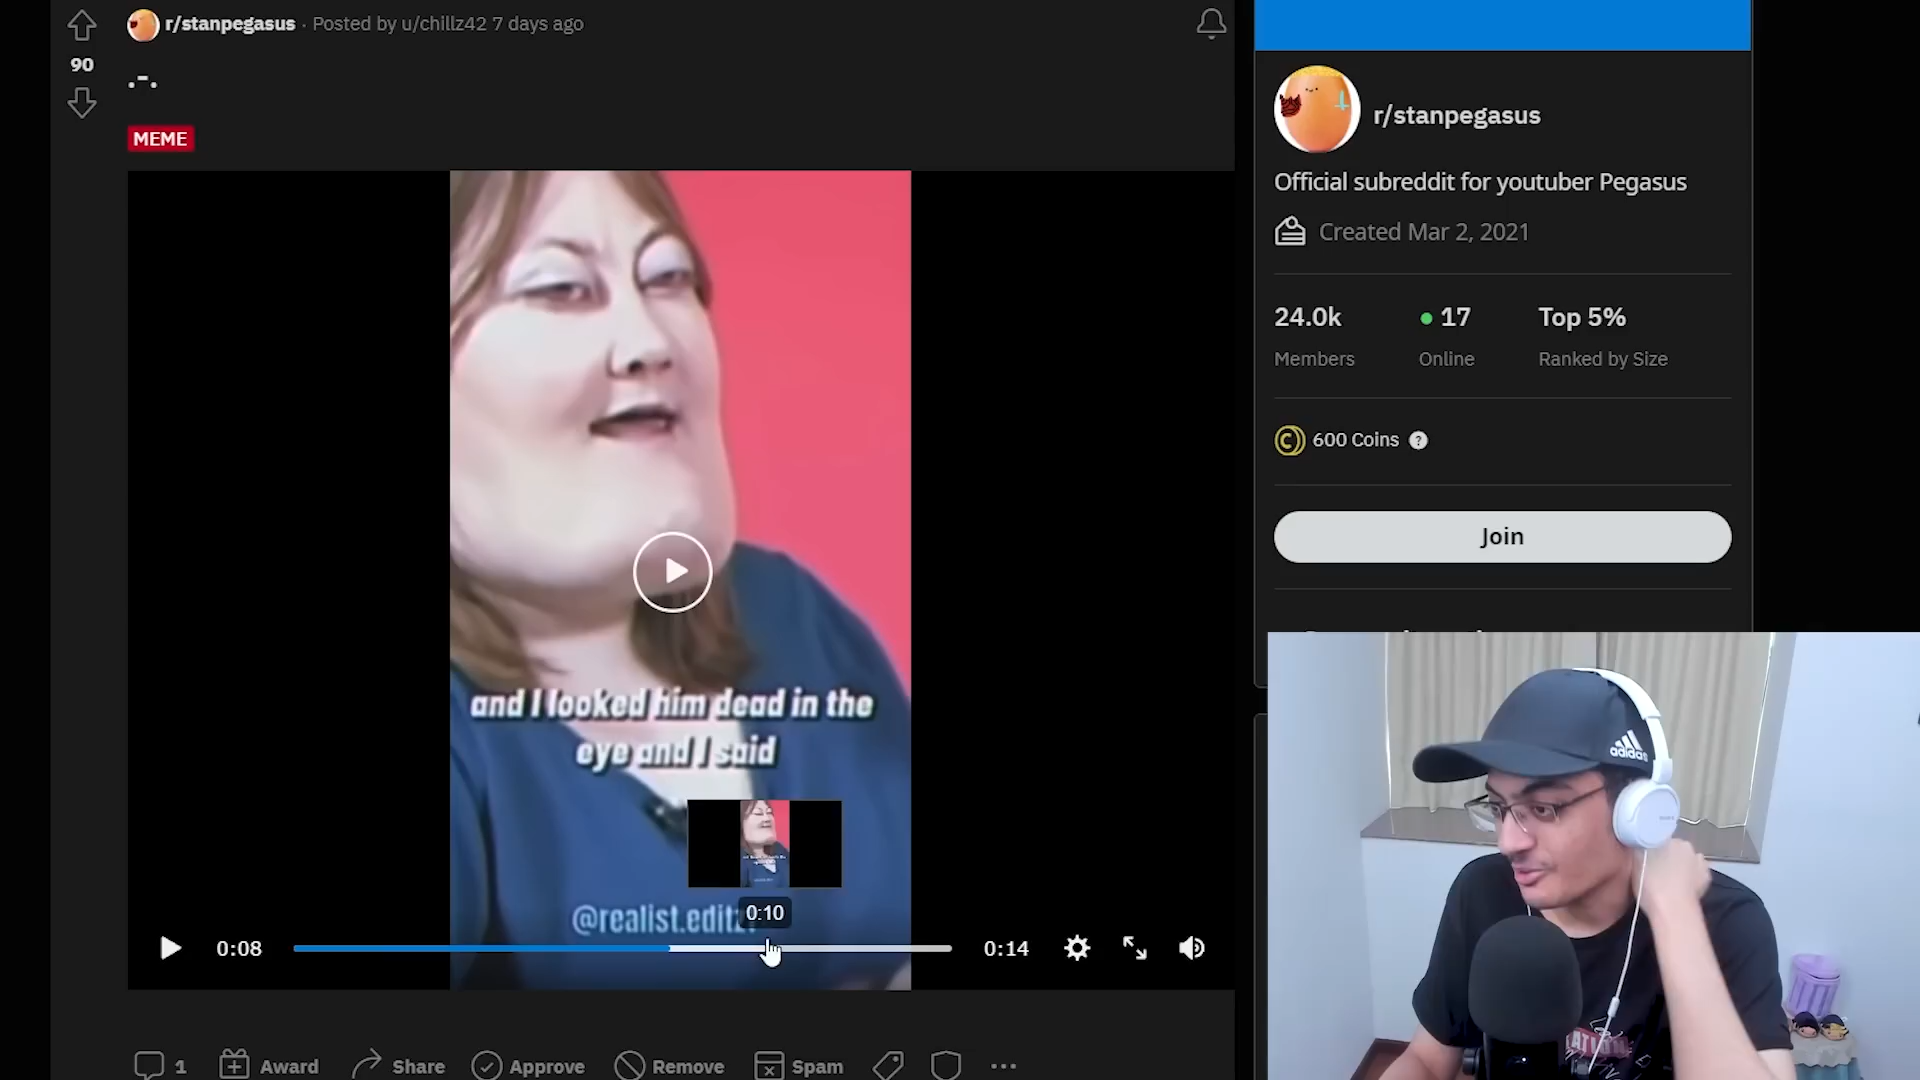 r/stanpegasus · Posted by u/chillz42 7 days ago
90
.-.
MEME
and I looked him dead in the
eye and I said
0:10
0:08
0:14
1
Award
Share
Approve
Remove
Spam
r/stanpegasus
Official subreddit for youtuber Pegasus
Created Mar 2, 2021
24.0k
17
Top 5%
Members
Online
Ranked by Size
600 Coins
Join
adidas